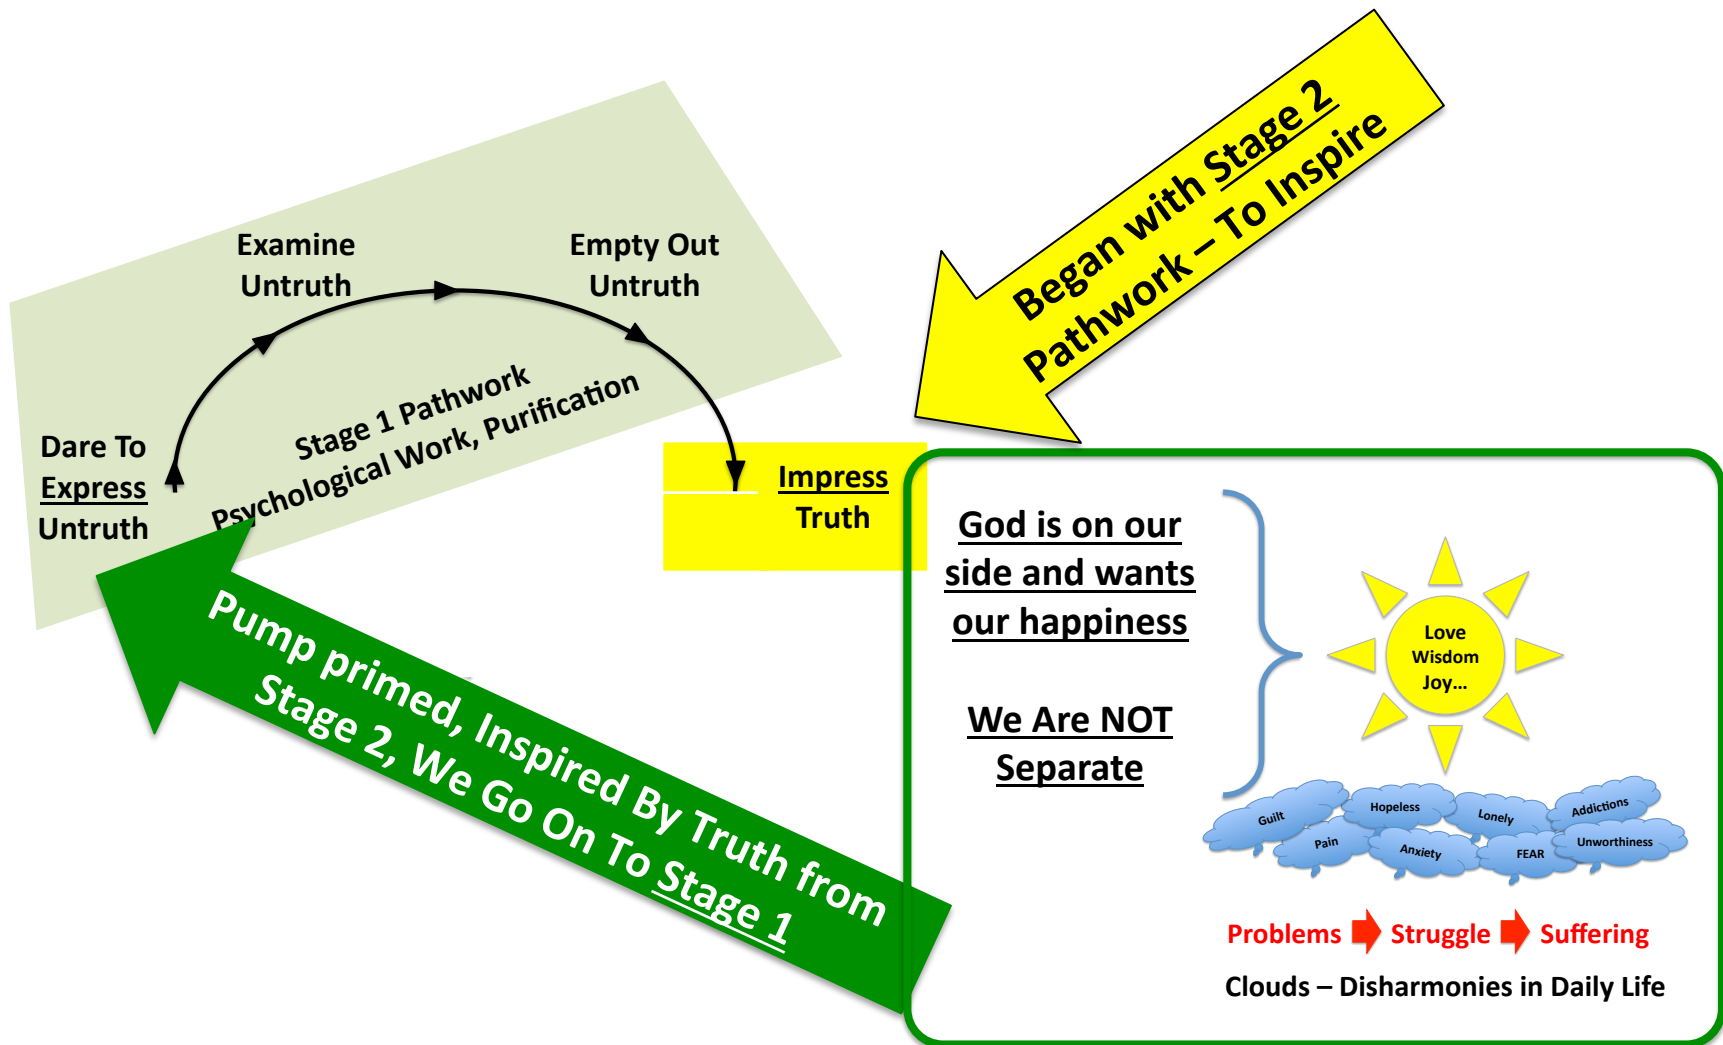 Began with Stage 2
Pathwork – To Inspire
Examine
Untruth
Empty Out
Untruth
Dare To
Express
Untruth
Stage 1 Pathwork
Psychological Work, Purification
Impress
Truth
Pump primed, Inspired By Truth from
Stage 2, We Go On To Stage 1
God is on our
side and wants
our happiness
We Are NOT
Separate
Love
Wisdom
Joy...
Guilt
Hopeless
Lonely
Addictions
Pain
Anxiety
FEAR
Unworthiness
Problems Struggle Suffering
Clouds – Disharmonies in Daily Life